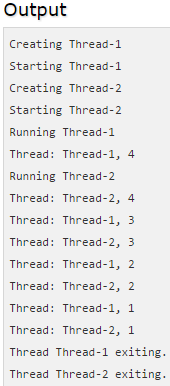 Output
Creating Thread-1
Starting Thread-1
Creating Thread-2
Starting Thread-2
Running Thread-1
Thread: Thread-1, 4
Running Thread-2
Thread: Thread-2, 4
Thread: Thread-1, 3
Thread: Thread-2, 3
Thread: Thread-1, 2
Thread: Thread-2, 2
Thread: Thread-1, 1
Thread: Thread-2, 1
Thread Thread-1 exiting.
Thread Thread-2 exiting.